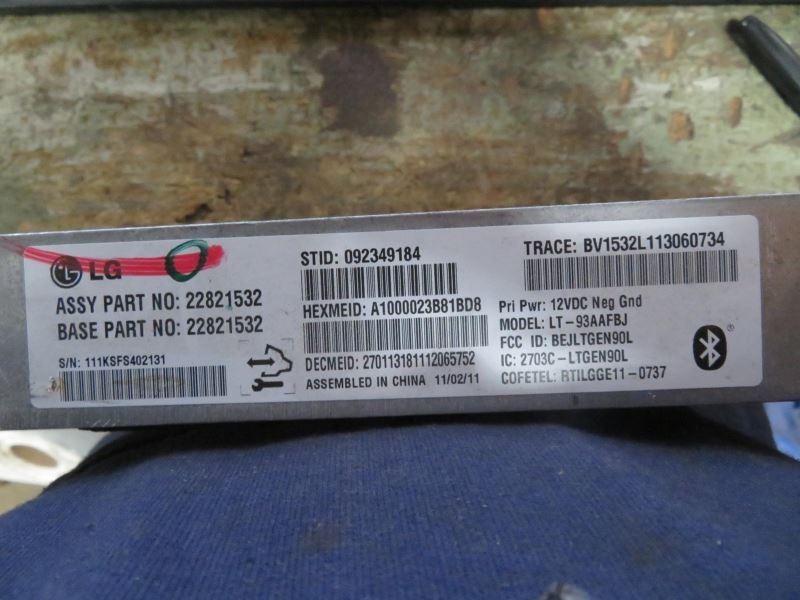 LG
ASSY PART NO: 22821532
BASE PART NO: 22821532
S/N: 111KSFS402131
STID: 092349184
HEXMEID: A1000023B81BD8
DECMEID: 270113181112065752
ASSEMBLED IN CHINA 11/02/11
TRACE: BV1532L113060734
Pri Pwr: 12VDC Neg Gnd
MODEL: LT-93AAFBJ
FCC ID: BEJLTGEN90L
IC: 2703C-LTGEN90L
COFETEL: RTILGGE11-0737